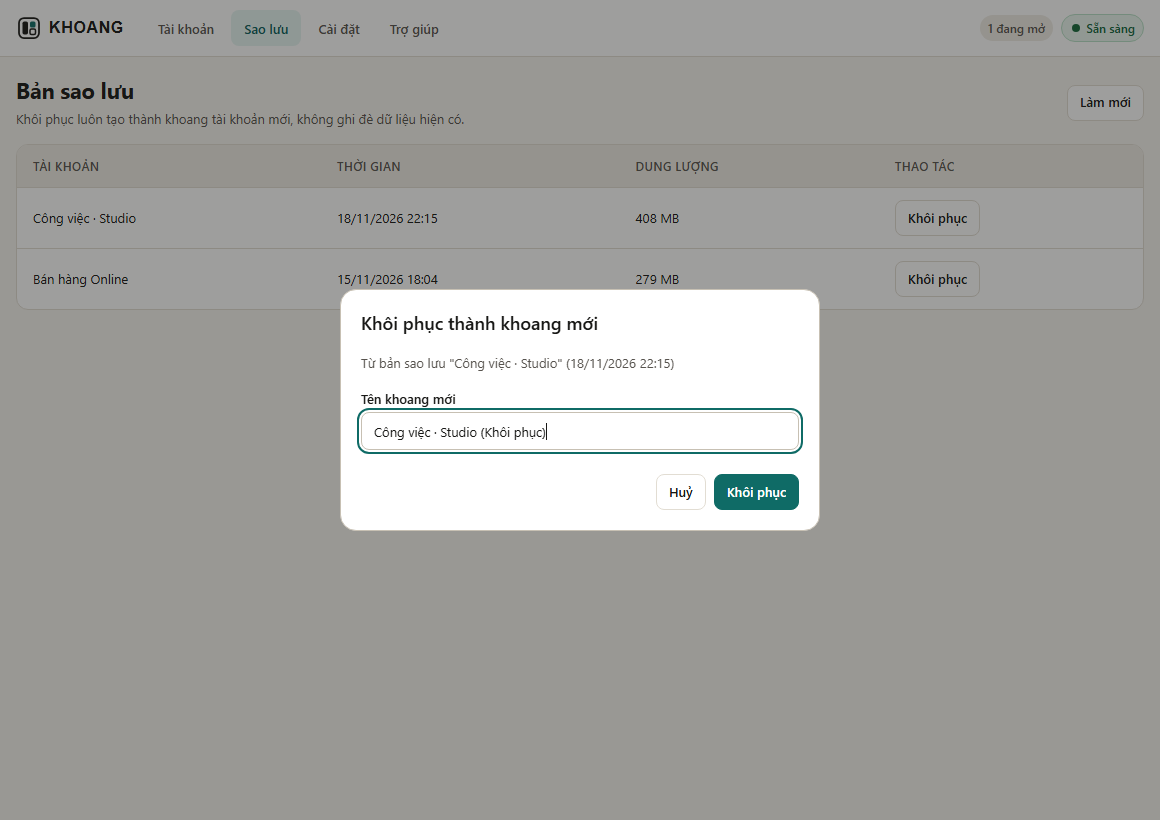 KHOANG
Tài khoản
Sao lưu
Cài đặt
Trợ giúp
1 đang mở
Sẵn sàng
Bản sao lưu
Khôi phục luôn tạo thành khoang tài khoản mới, không ghi đè dữ liệu hiện có.
Làm mới
TÀI KHOẢN THỜI GIAN DUNG LƯỢNG THAO TÁC
Công việc · Studio 18/11/2026 22:15 408 MB Khôi phục
Bán hàng Online 15/11/2026 18:04 279 MB Khôi phục
Khôi phục thành khoang mới
Từ bản sao lưu "Công việc · Studio" (18/11/2026 22:15)
Tên khoang mới
Công việc · Studio (Khôi phục)
Huỷ
Khôi phục